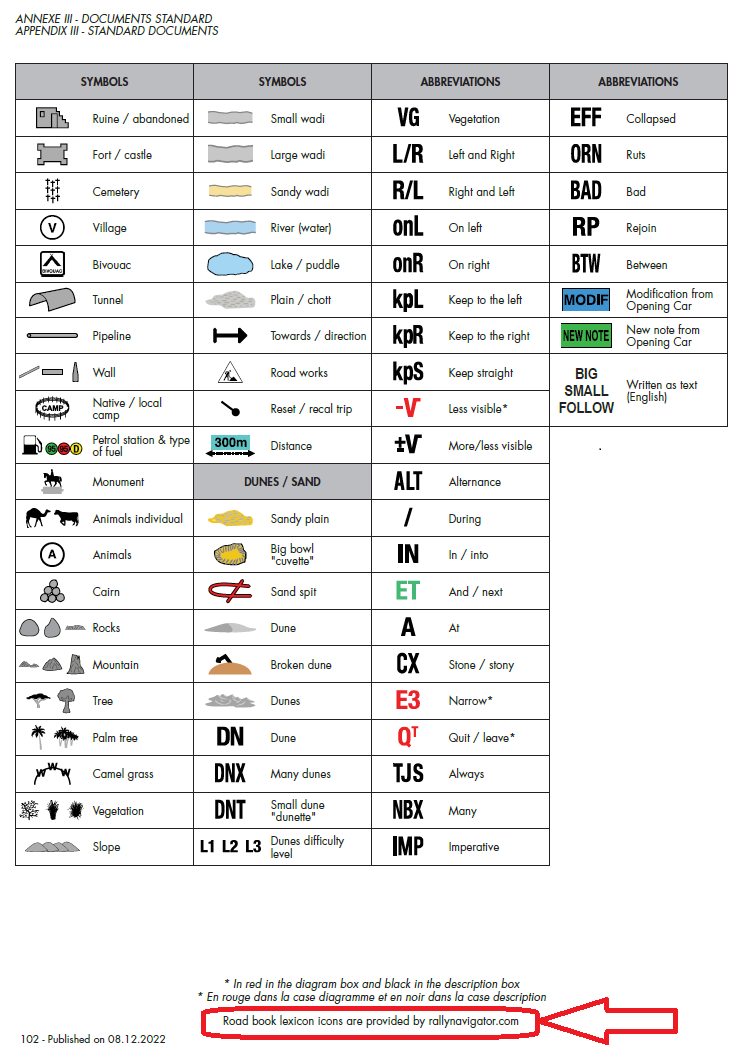 ANNEXE III - DOCUMENTS STANDARD
APPENDIX III - STANDARD DOCUMENTS
SYMBOLS
Ruine / abandoned
Fort / castle
Cemetery
V Village
BIVOUAC Bivouac
Tunnel
Pipeline
Wall
CAMP Native / local
camp
95 95 D Petrol station & type
of fuel
Monument
Animals individual
A Animals
Cairn
Rocks
Mountain
Tree
Palm tree
Camel grass
Vegetation
Slope
SYMBOLS
Small wadi
Large wadi
Sandy wadi
River (water)
Lake / puddle
Plain / chott
Towards / direction
Road works
Reset / recal trip
300m Distance
DUNES / SAND
Sandy plain
Big bowl
"cuvette"
Sand spit
Dune
Broken dune
Dunes
DN Dune
DNX Many dunes
DNT Small dune
"dunette"
L1 L2 L3 Dunes difficulty
level
ABBREVIATIONS
VG Vegetation
L/R Left and Right
R/L Right and Left
onL On left
onR On right
kpL Keep to the left
kpR Keep to the right
kpS Keep straight
-V Less visible*
±V More/less visible
ALT Alternance
/ During
IN In / into
ET And / next
A At
CX Stone / stony
E3 Narrow*
QT Quit / leave*
TJS Always
NBX Many
IMP Imperative
ABBREVIATIONS
EFF Collapsed
ORN Ruts
BAD Bad
RP Rejoin
BTW Between
MODIF Modification from
Opening Car
NEW NOTE New note from
Opening Car
BIG
SMALL
FOLLOW
Written as text
(English)
* In red in the diagram box and black in the description box
* En rouge dans la case diagramme et en noir dans la case description
Road book lexicon icons are provided by rallynavigator.com
102 - Published on 08.12.2022